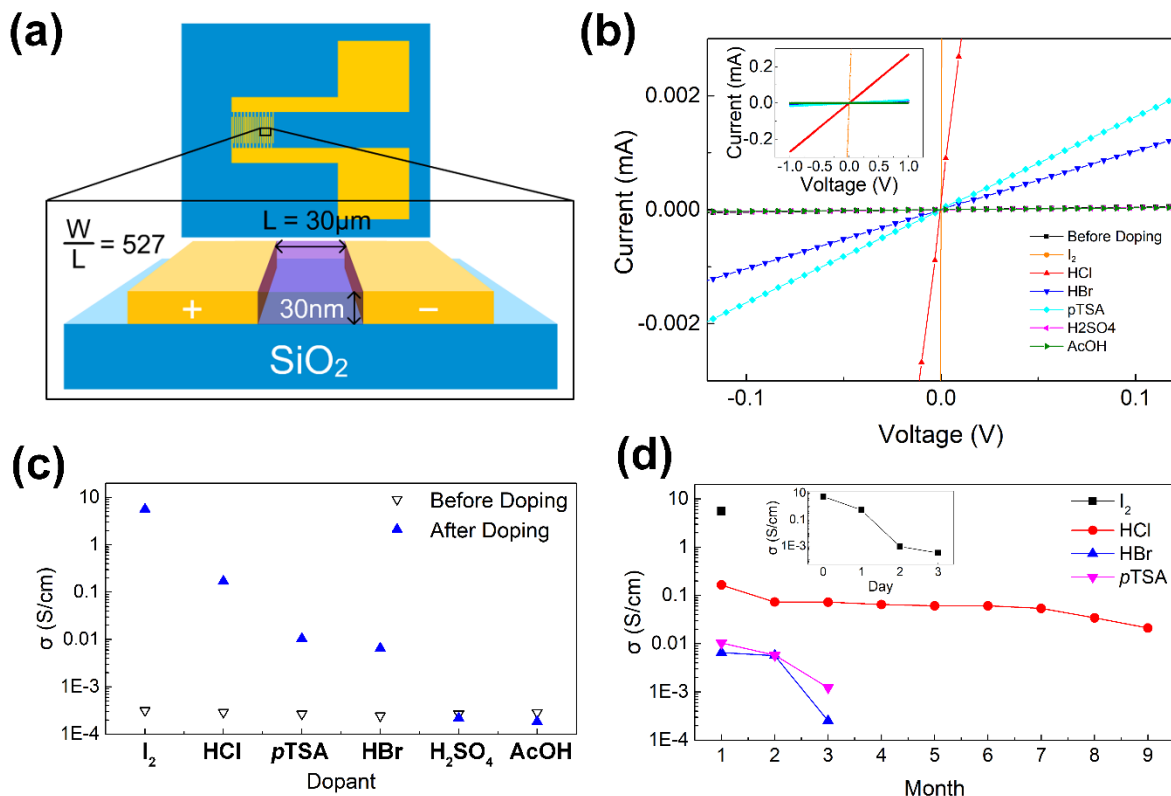 (a)
W
L
= 527
L = 30μm
30nm
+
−
SiO₂
(b)
Current (mA)
0.002
0.000
-0.002
-0.1
0.0
0.1
Voltage (V)
Current (mA)
0.2
0.0
-0.2
-1.0
-0.5
0.0
0.5
1.0
Voltage (V)
Before Doping
I₂
HCl
HBr
pTSA
H2SO4
AcOH
(c)
σ (S/cm)
10
1
0.1
0.01
1E-3
1E-4
Before Doping
After Doping
I₂
HCl
pTSA
HBr
H₂SO₄
AcOH
Dopant
(d)
σ (S/cm)
10
1
0.1
0.01
1E-3
1E-4
σ (S/cm)
10
0.1
1E-3
0
1
2
3
Day
I₂
HCl
HBr
pTSA
1
2
3
4
5
6
7
8
9
Month